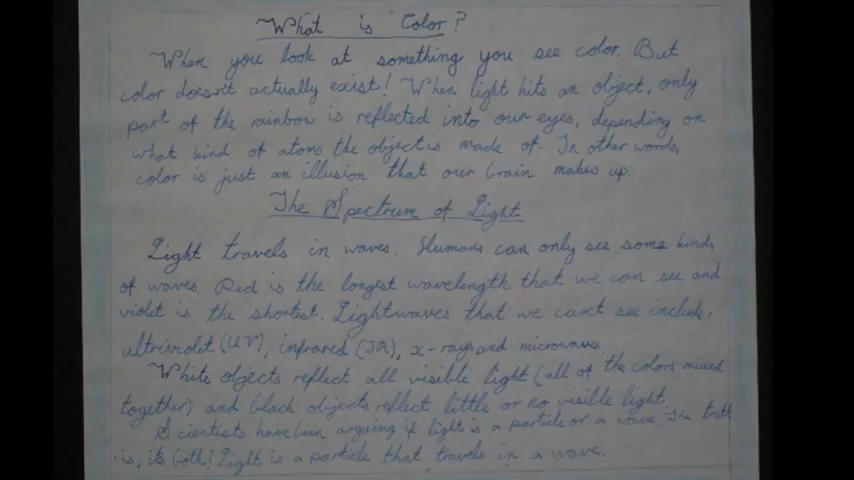 What is Color?
When you look at something you see color. But
color doesn't actually exist! When light hits an object, only
part of the rainbow is reflected into our eyes, depending on
what kind of atoms the object is made of. In other words,
color is just an illusion that our brain makes up.
The Spectrum of Light
Light travels in waves. Humans can only see some kinds
of waves. Red is the longest wavelength that we can see and
violet is the shortest. Lightwaves that we can't see include:
ultriviolet (UV), infrared (IR), x-rays and microwaves.
White objects reflect all visible light (all of the colors mixed
together) and black objects reflect little or no visible light.
Scientists have been arguing if light is a particle or a wave. The truth
is, its both! Light is a particle that travels in a wave.